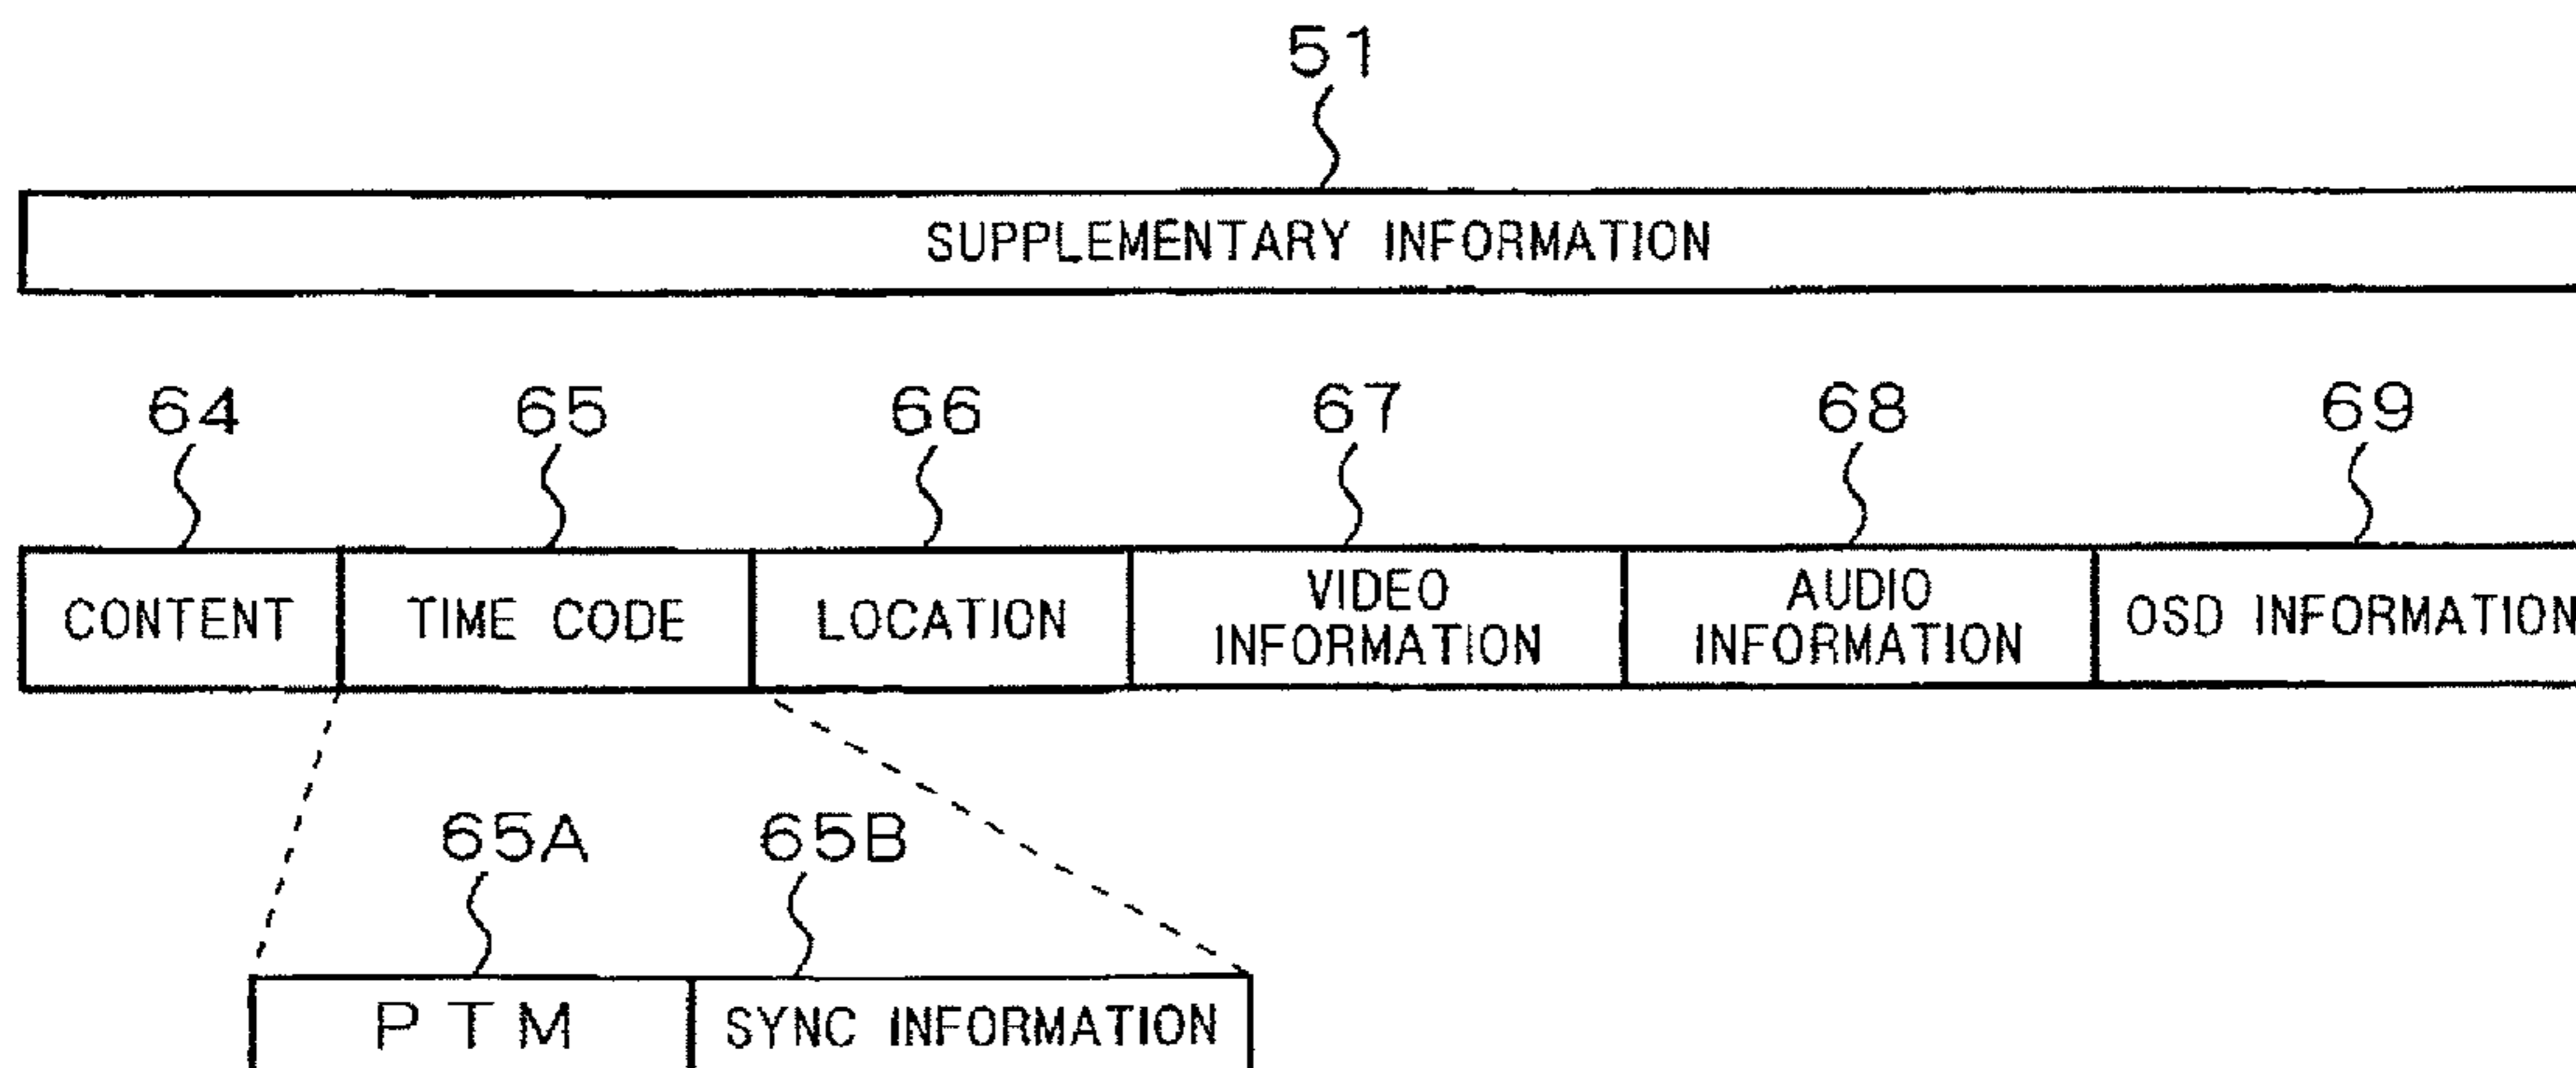 51
SUPPLEMENTARY INFORMATION
64 65 66 67 68 69
CONTENT TIME CODE LOCATION VIDEO INFORMATION AUDIO INFORMATION OSD INFORMATION
65A 65B
PTM SYNC INFORMATION